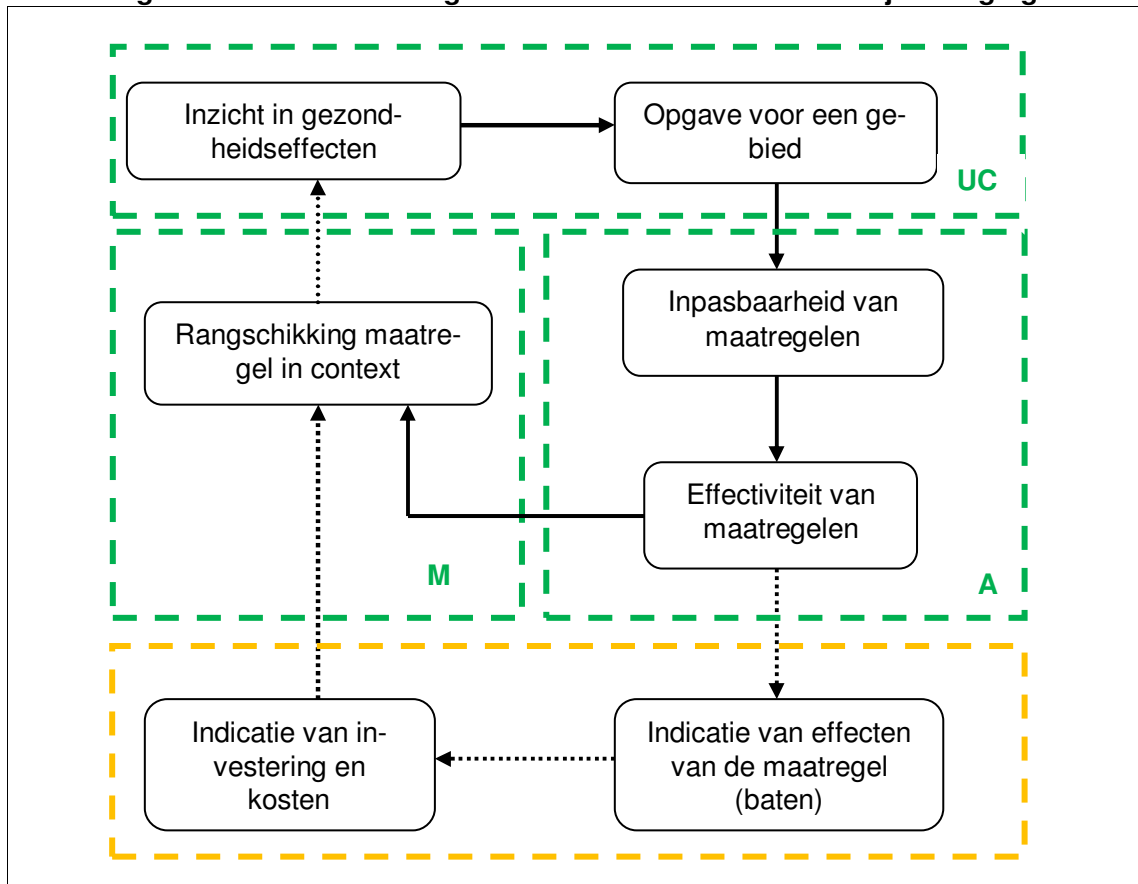 Inzicht in gezond-
heidseffecten
Opgave voor een ge-
bied
UC
Rangschikking maatre-
gel in context
Inpasbaarheid van
maatregelen
Effectiviteit van
maatregelen
M
A
Indicatie van in-
vestering en
kosten
Indicatie van effecten
van de maatregel
(baten)